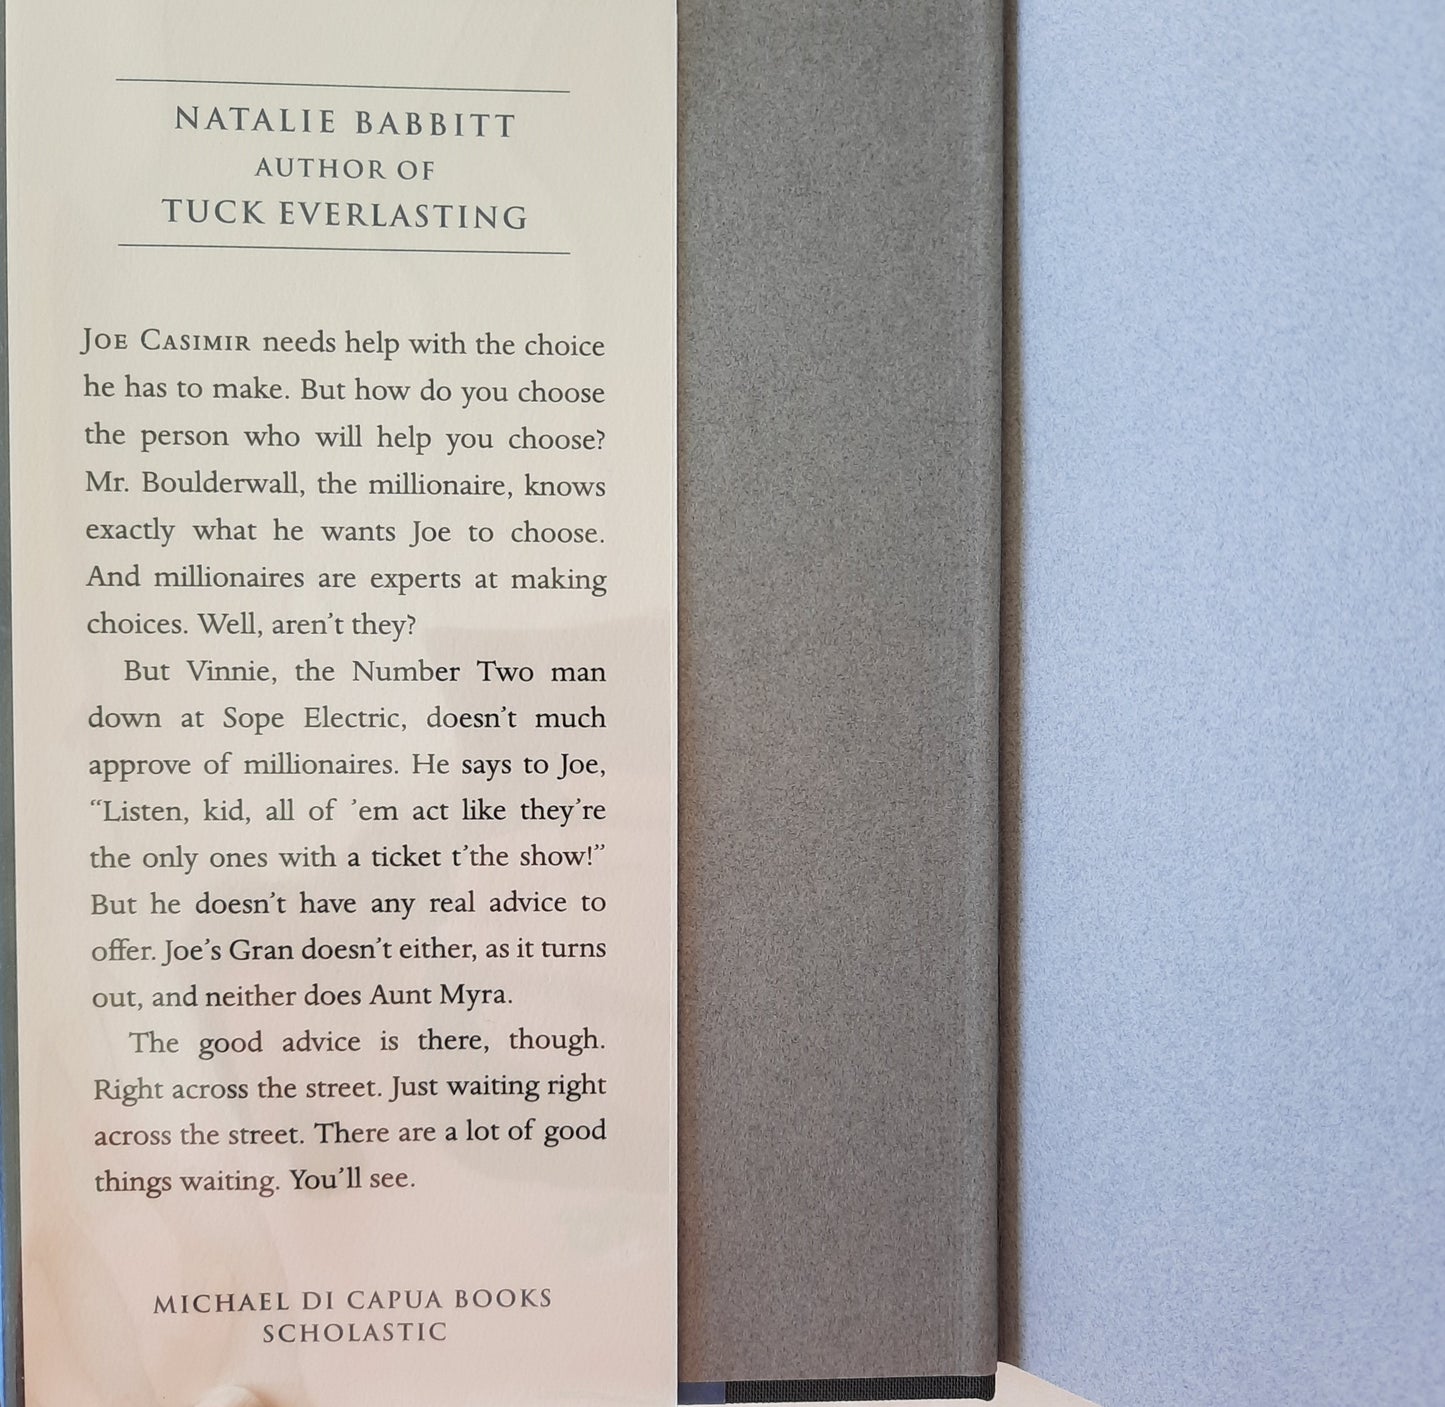 NATALIE BABBITT
AUTHOR OF
TUCK EVERLASTING
JOE CASIMIR needs help with the choice
he has to make. But how do you choose
the person who will help you choose?
Mr. Boulderwall, the millionaire, knows
exactly what he wants Joe to choose.
And millionaires are experts at making
choices. Well, aren’t they?
But Vinnie, the Number Two man
down at Sope Electric, doesn’t much
approve of millionaires. He says to Joe,
“Listen, kid, all of ’em act like they’re
the only ones with a ticket t’the show!”
But he doesn’t have any real advice to
offer. Joe’s Gran doesn’t either, as it turns
out, and neither does Aunt Myra.
The good advice is there, though.
Right across the street. Just waiting right
across the street. There are a lot of good
things waiting. You’ll see.
MICHAEL DI CAPUA BOOKS
SCHOLASTIC